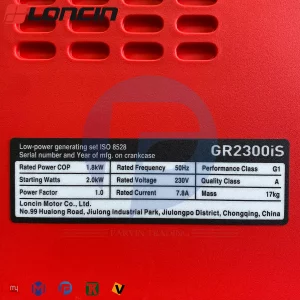 LONCIN
Low-power generating set ISO 8528
Serial number and Year of mfg. on crankcase GR2300iS
Rated Power COP 1.8kW Rated Frequency 50Hz Performance Class G1
Starting Watts 2.0kW Rated Voltage 230V Quality Class A
Power Factor 1.0 Rated Current 7.8A Mass 17kg
Loncin Motor Co., Ltd.
No.99 Hualong Road, Jiulong Industrial Park, Jiulongpo District, Chongqing, China